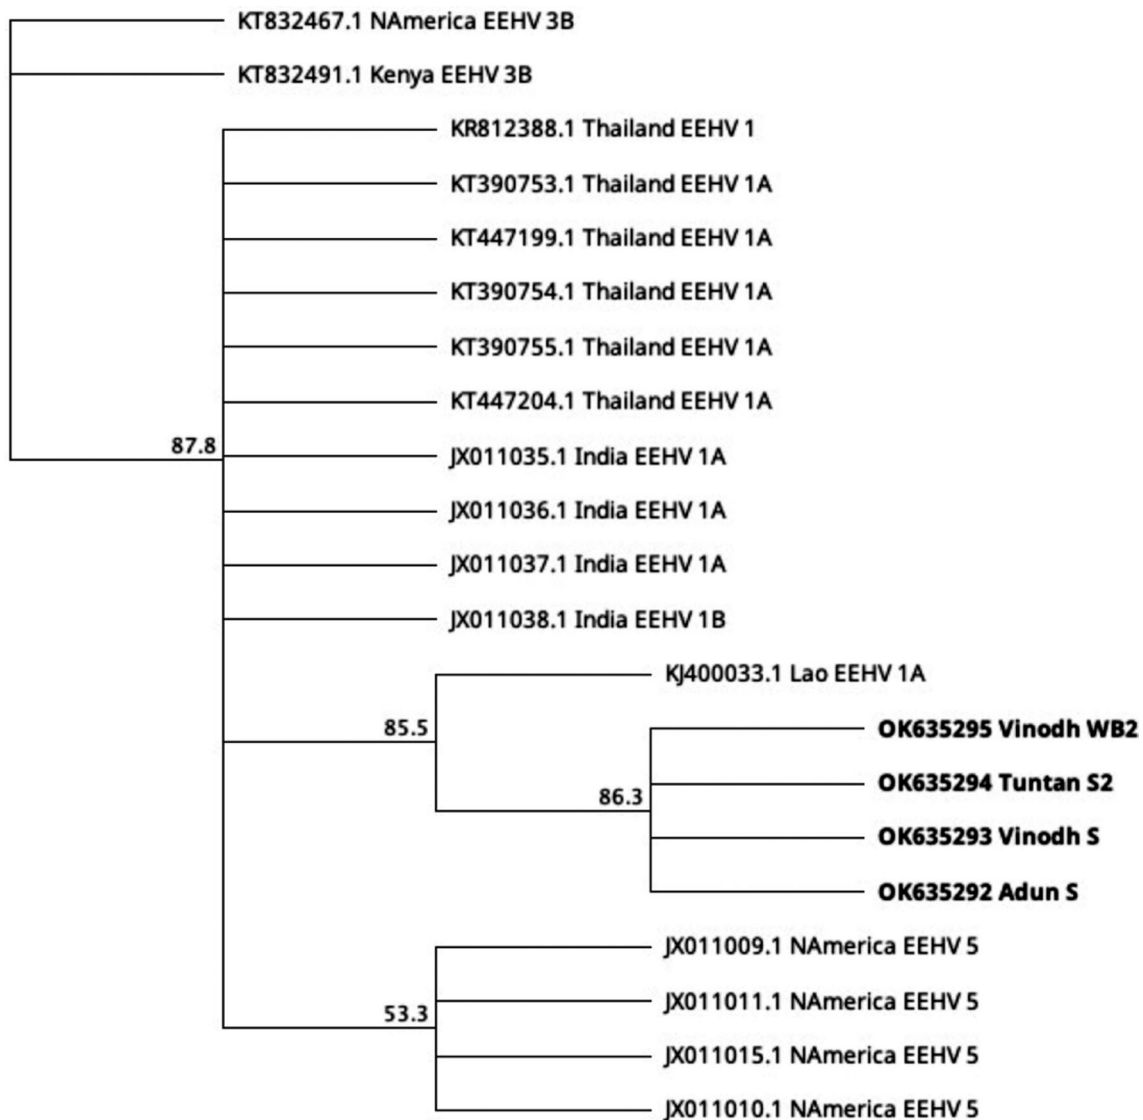 KT832467.1 NAmerica EEHV 3B
KT832491.1 Kenya EEHV 3B
KR812388.1 Thailand EEHV 1
KT390753.1 Thailand EEHV 1A
KT447199.1 Thailand EEHV 1A
KT390754.1 Thailand EEHV 1A
KT390755.1 Thailand EEHV 1A
KT447204.1 Thailand EEHV 1A
87.8
JX011035.1 India EEHV 1A
JX011036.1 India EEHV 1A
JX011037.1 India EEHV 1A
JX011038.1 India EEHV 1B
KJ400033.1 Lao EEHV 1A
85.5
OK635295 Vinodh WB2
OK635294 Tuntan S2
86.3
OK635293 Vinodh S
OK635292 Adun S
JX011009.1 NAmerica EEHV 5
JX011011.1 NAmerica EEHV 5
53.3
JX011015.1 NAmerica EEHV 5
JX011010.1 NAmerica EEHV 5